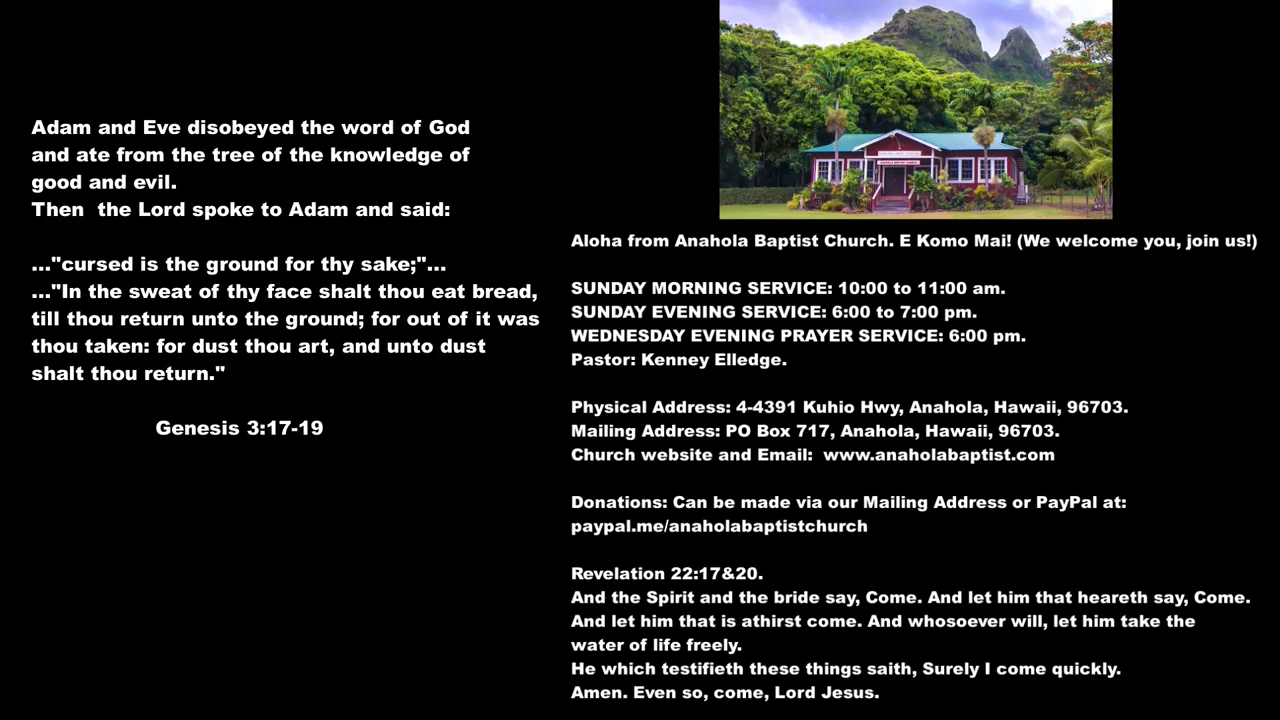 Adam and Eve disobeyed the word of God
and ate from the tree of the knowledge of
good and evil.
Then  the Lord spoke to Adam and said:
..."cursed is the ground for thy sake;"...
..."In the sweat of thy face shalt thou eat bread,
till thou return unto the ground; for out of it was
thou taken: for dust thou art, and unto dust
shalt thou return."
Genesis 3:17-19
Aloha from Anahola Baptist Church. E Komo Mai! (We welcome you, join us!)
SUNDAY MORNING SERVICE: 10:00 to 11:00 am.
SUNDAY EVENING SERVICE: 6:00 to 7:00 pm.
WEDNESDAY EVENING PRAYER SERVICE: 6:00 pm.
Pastor: Kenney Elledge.
Physical Address: 4-4391 Kuhio Hwy, Anahola, Hawaii, 96703.
Mailing Address: PO Box 717, Anahola, Hawaii, 96703.
Church website and Email:  www.anaholabaptist.com
Donations: Can be made via our Mailing Address or PayPal at:
paypal.me/anaholabaptistchurch
Revelation 22:17&20.
And the Spirit and the bride say, Come. And let him that heareth say, Come.
And let him that is athirst come. And whosoever will, let him take the
water of life freely.
He which testifieth these things saith, Surely I come quickly.
Amen. Even so, come, Lord Jesus.